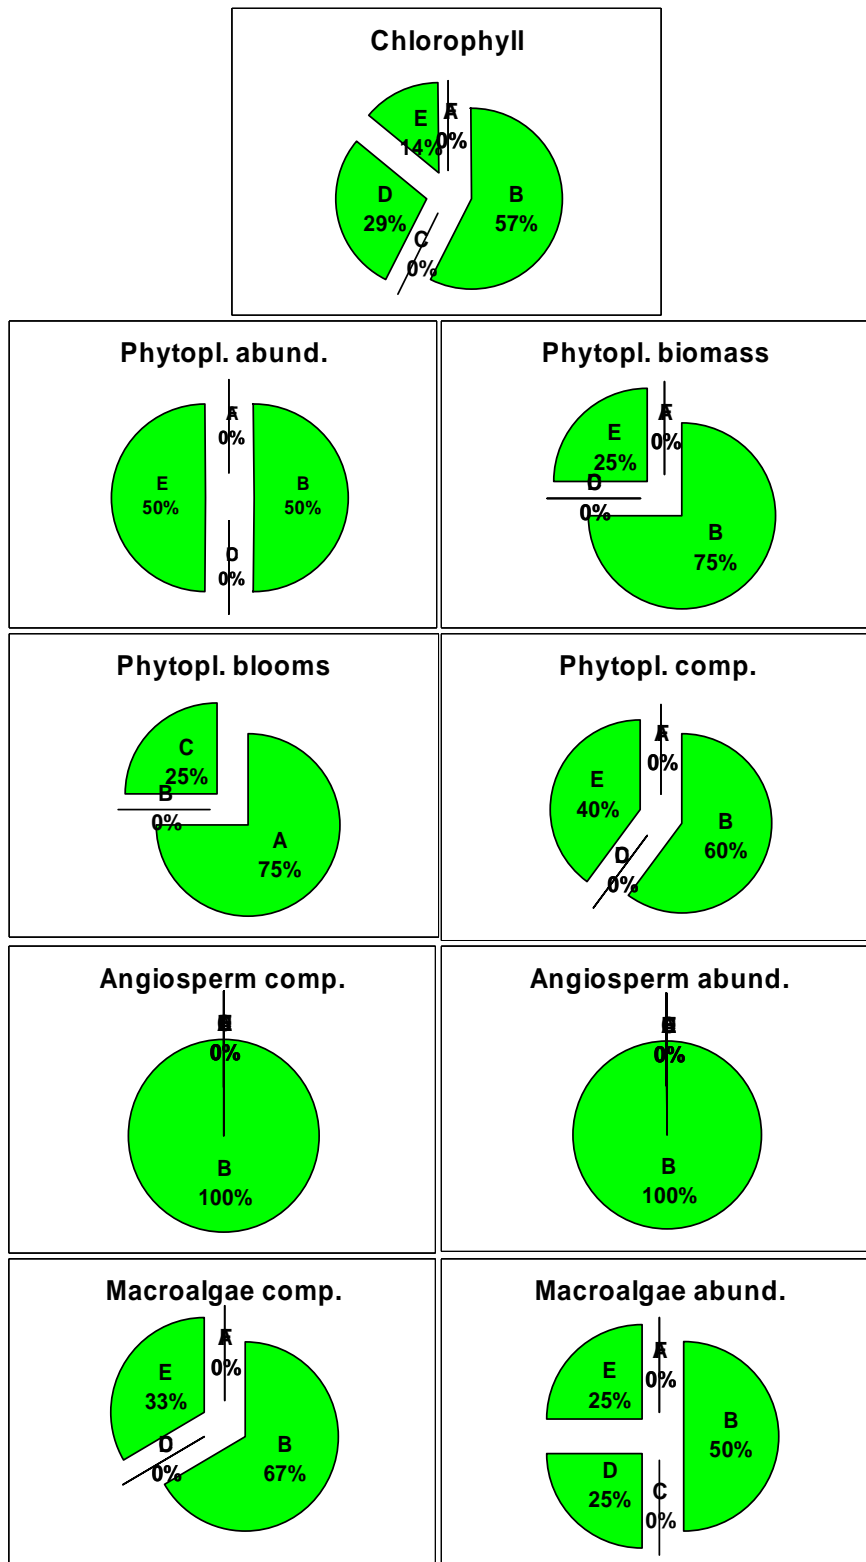 Chlorophyll
E
14%
A
0%
D
29%
B
57%
C
0%
Phytopl. abund.
A
0%
E
50%
B
50%
D
0%
Phytopl. biomass
A
0%
E
25%
D
0%
B
75%
Phytopl. blooms
C
25%
B
0%
A
75%
Phytopl. comp.
A
0%
E
40%
B
60%
D
0%
Angiosperm comp.
0%
B
100%
Angiosperm abund.
0%
B
100%
Macroalgae comp.
A
0%
E
33%
D
0%
B
67%
Macroalgae abund.
A
0%
E
25%
B
50%
D
25%
C
0%